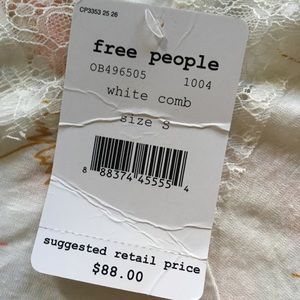 CP3353 25 26
free people
OB496505 1004
white comb
size S
8 88374 45555 4
suggested retail price
$88.00